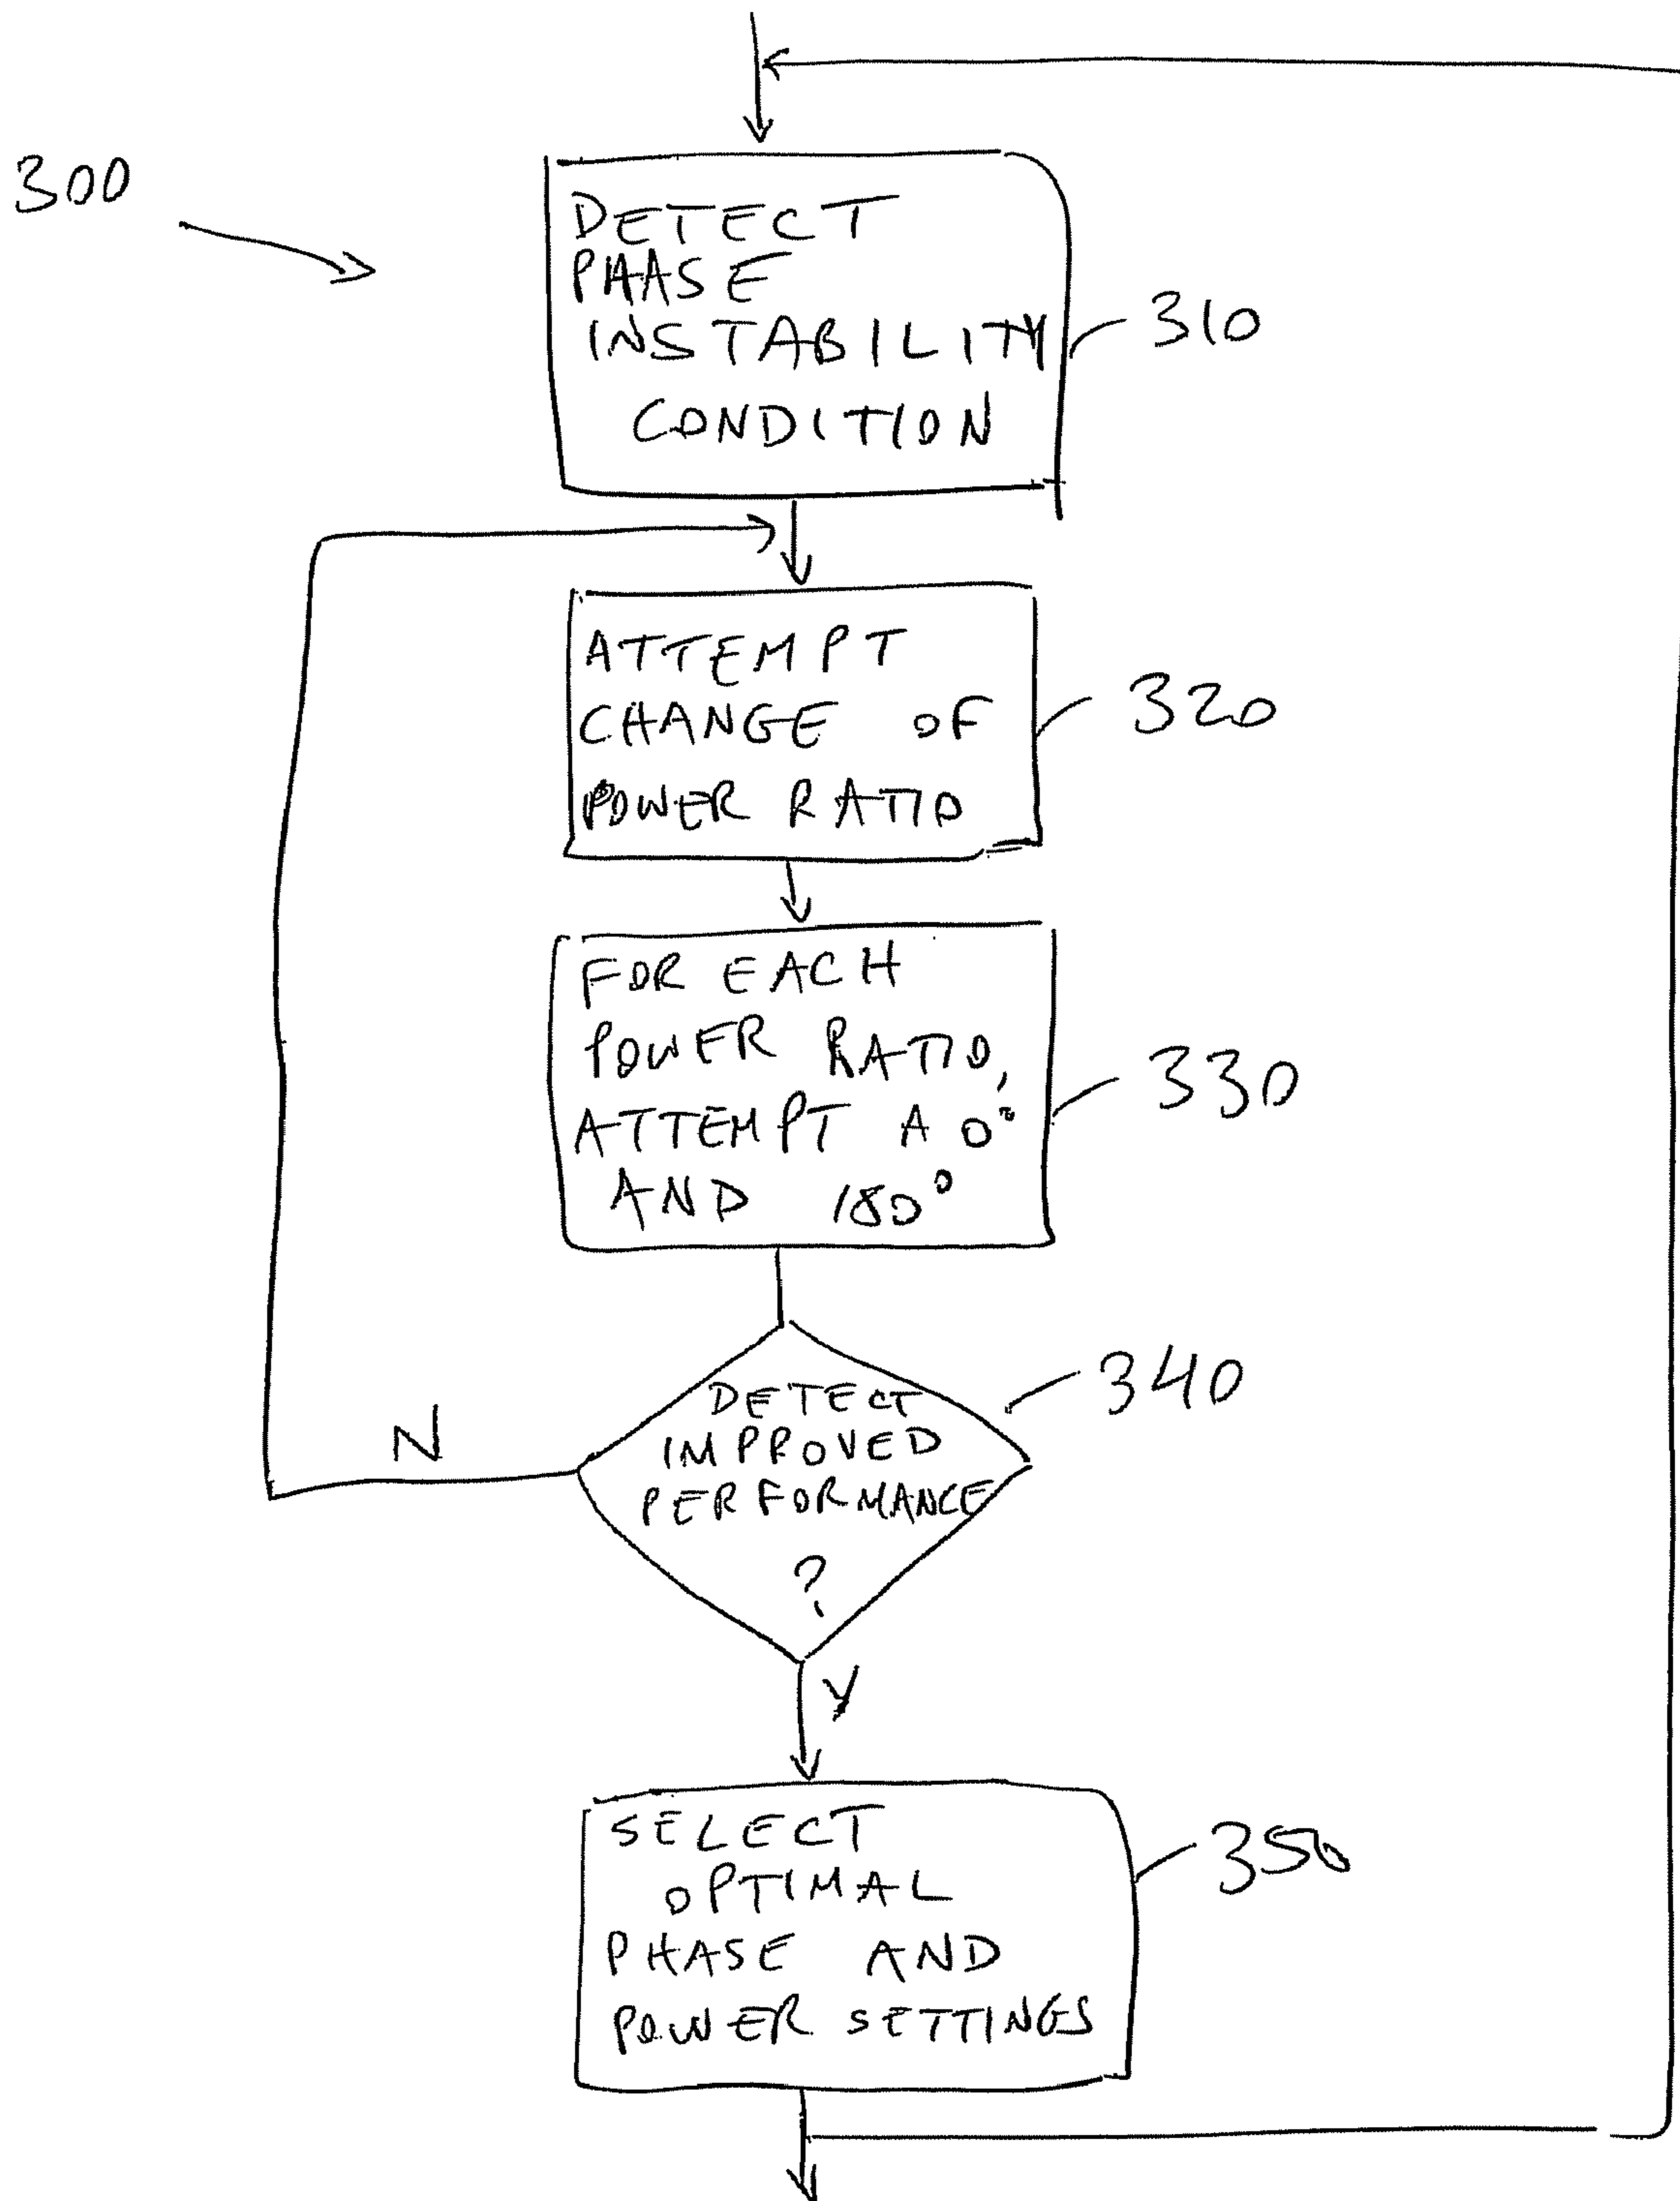 300
DETECT
PHASE
INSTABILITY
CONDITION
310
ATTEMPT
CHANGE OF
POWER RATIO
320
FOR EACH
POWER RATIO,
ATTEMPT A 0°
AND 180°
330
DETECT
IMPROVED
PERFORMANCE
?
340
N
Y
SELECT
OPTIMAL
PHASE AND
POWER SETTINGS
350